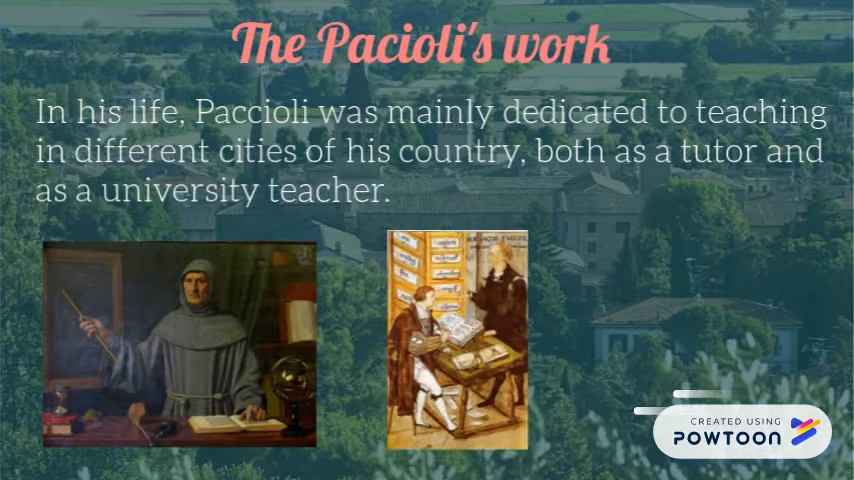 The Pacioli's work
In his life, Paccioli was mainly dedicated to teaching
in different cities of his country, both as a tutor and
as a university teacher.
CREATED USING
POWTOON